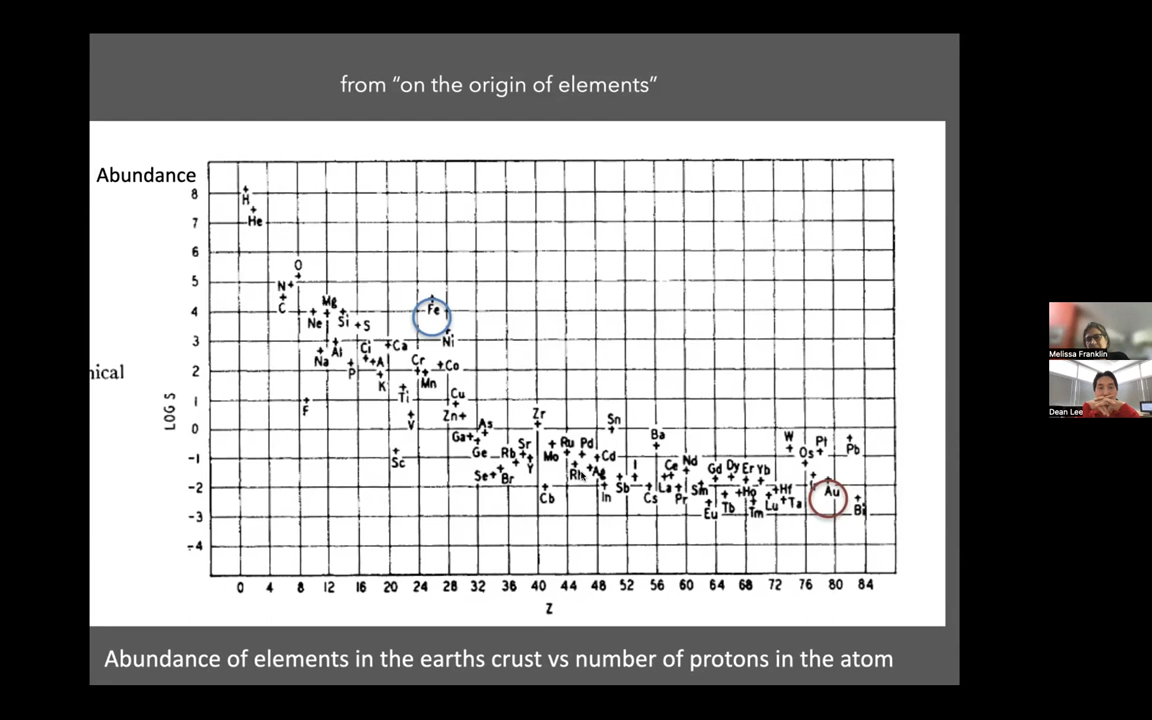 from “on the origin of elements”
Abundance
8
H
7
He
6
O
5
N
C
4
Mg
Fe
Ne
Si
S
3
Ni
Al
Cl
Ca
Na
A
Cr
Co
nical
P
2
K
Mn
Ti
Cu
1
F
Zn
V
Zr
Sn
LOG S
0
As
Ga
Sr
Ru
Pd
Ba
W
Pt
Pb
-1
Sc
Ge
Rb
Y
Mo
Cd
I
Ce
Nd
Gd
Dy
Er
Yb
Os
Se
Br
Rh
Ag
-2
Cb
In
Sb
Cs
La
Pr
Sm
Ho
Hf
Au
Eu
Tb
Tm
Lu
Ta
Bi
-3
-4
0 4 8 12 16 20 24 28 32 36 40 44 48 52 56 60 64 68 72 76 80 84
Z
Abundance of elements in the earths crust vs number of protons in the atom
Melissa Franklin
Dean Lee